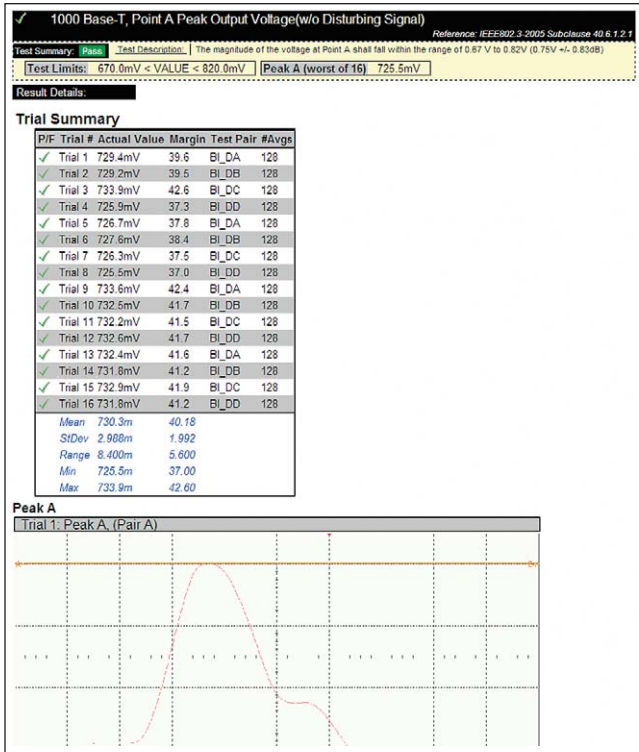 1000 Base-T, Point A Peak Output Voltage(w/o Disturbing Signal)
Reference: IEEE802.3-2005 Subclause 40.6.1.2.1
Test Summary: Pass Test Description: The magnitude of the voltage at Point A shall fall within the range of 0.67 V to 0.82V (0.75V +/- 0.83dB)
Test Limits: 670.0mV < VALUE < 820.0mV Peak A (worst of 16) 725.5mV
Result Details:
Trial Summary
P/F Trial # Actual Value Margin Test Pair #Avgs
Trial 1 729.4mV 39.6 BI_DA 128
Trial 2 729.2mV 39.5 BI_DB 128
Trial 3 733.9mV 42.6 BI_DC 128
Trial 4 725.9mV 37.3 BI_DD 128
Trial 5 726.7mV 37.8 BI_DA 128
Trial 6 727.6mV 38.4 BI_DB 128
Trial 7 726.3mV 37.5 BI_DC 128
Trial 8 725.5mV 37.0 BI_DD 128
Trial 9 733.6mV 42.4 BI_DA 128
Trial 10 732.5mV 41.7 BI_DB 128
Trial 11 732.2mV 41.5 BI_DC 128
Trial 12 732.6mV 41.7 BI_DD 128
Trial 13 732.4mV 41.6 BI_DA 128
Trial 14 731.8mV 41.2 BI_DB 128
Trial 15 732.9mV 41.9 BI_DC 128
Trial 16 731.8mV 41.2 BI_DD 128
Mean 730.3m 40.18
StDev 2.988m 1.992
Range 8.400m 5.600
Min 725.5m 37.00
Max 733.9m 42.60
Peak A
Trial 1: Peak A, (Pair A)